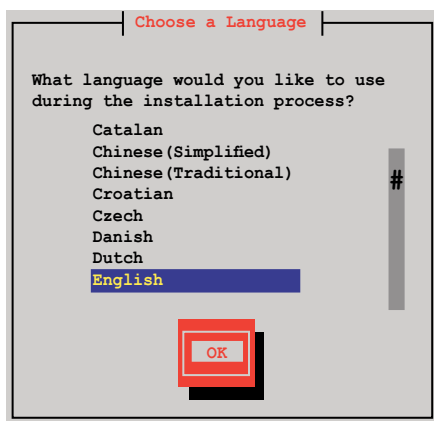 Choose a Language
What language would you like to use
during the installation process?
Catalan
Chinese(Simplified)
Chinese(Traditional)
#
Croatian
Czech
Danish
Dutch
English
OK